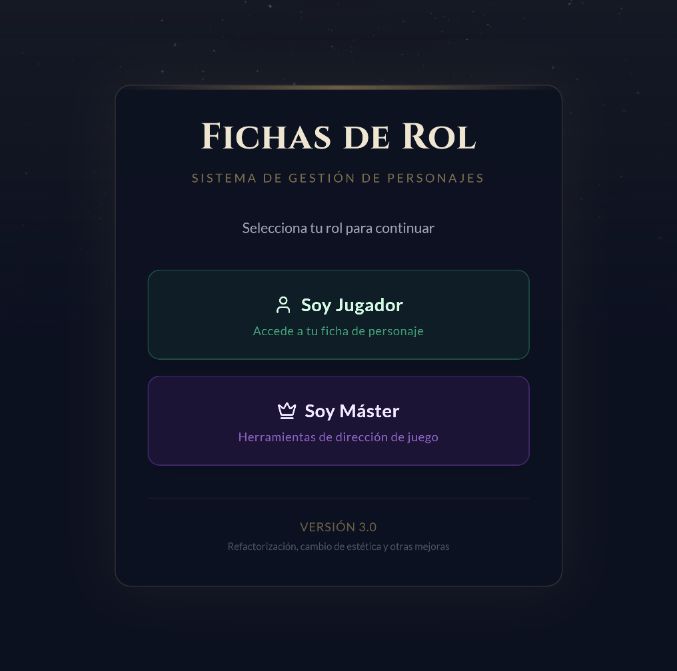 Fichas de Rol
SISTEMA DE GESTIÓN DE PERSONAJES
Selecciona tu rol para continuar
Soy Jugador
Accede a tu ficha de personaje
Soy Máster
Herramientas de dirección de juego
VERSIÓN 3.0
Refactorización, cambio de estética y otras mejoras